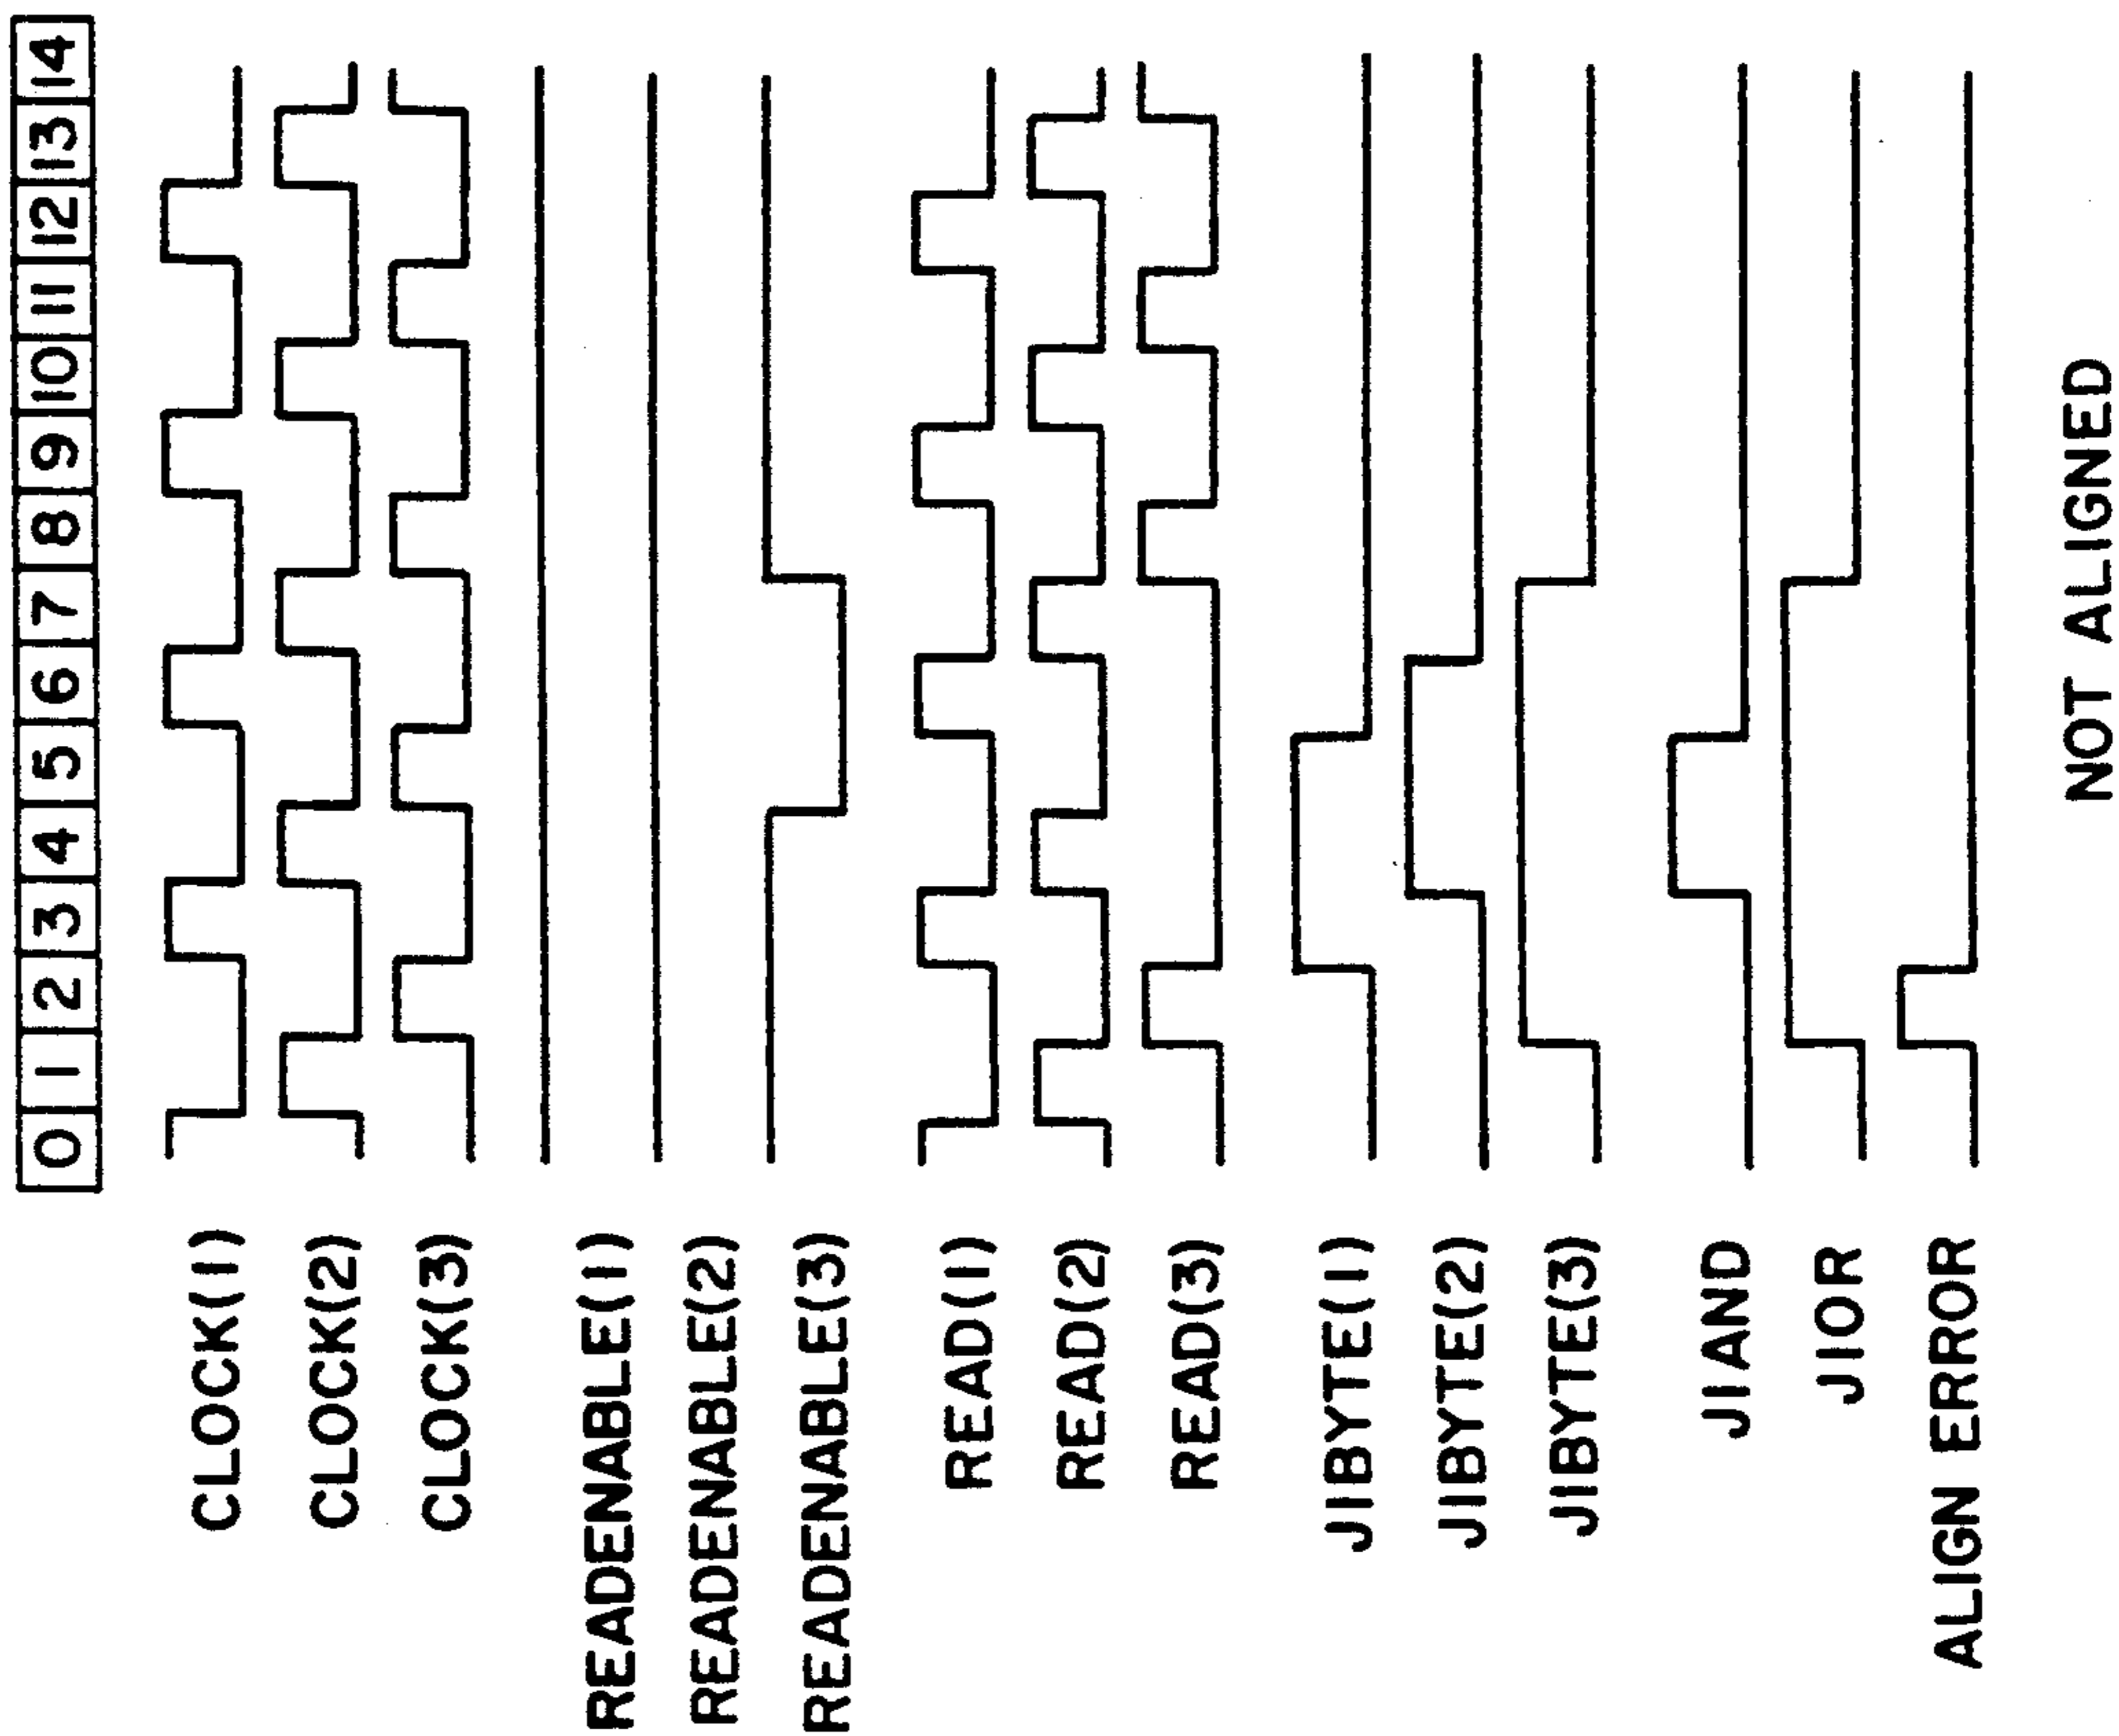 0 1 2 3 4 5 6 7 8 9 10 11 12 13 14
CLOCK(1)
CLOCK(2)
CLOCK(3)
READENABLE(1)
READENABLE(2)
READENABLE(3)
READ(1)
READ(2)
READ(3)
JIBYTE(1)
JIBYTE(2)
JIBYTE(3)
JIAND
JIOR
ALIGN ERROR
NOT ALIGNED